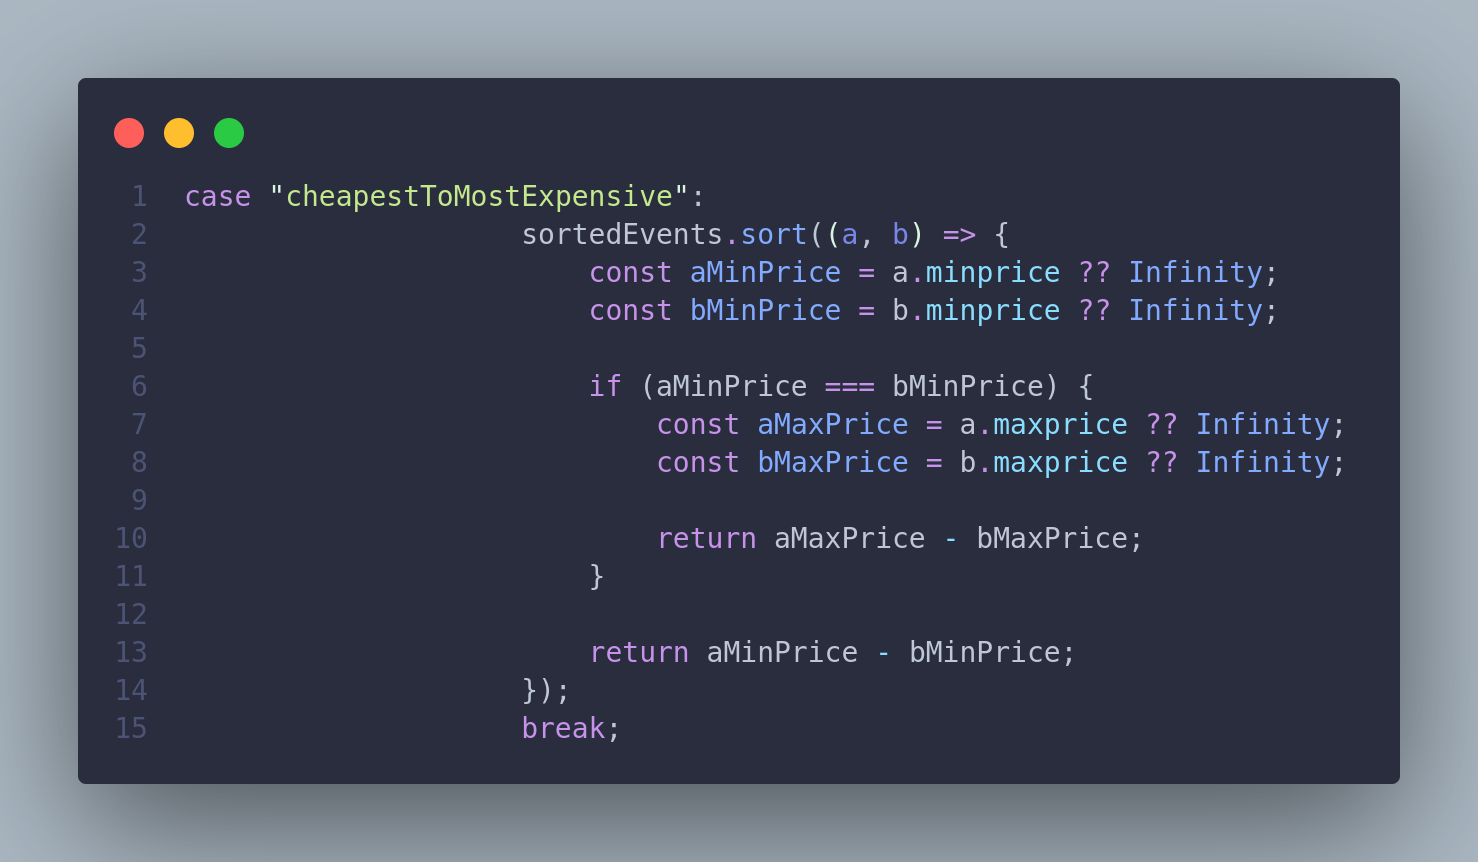 1 case "cheapestToMostExpensive":
2                     sortedEvents.sort((a, b) => {
3                         const aMinPrice = a.minprice ?? Infinity;
4                         const bMinPrice = b.minprice ?? Infinity;
5
6                         if (aMinPrice === bMinPrice) {
7                             const aMaxPrice = a.maxprice ?? Infinity;
8                             const bMaxPrice = b.maxprice ?? Infinity;
9
10                             return aMaxPrice - bMaxPrice;
11                         }
12
13                         return aMinPrice - bMinPrice;
14                     });
15                     break;